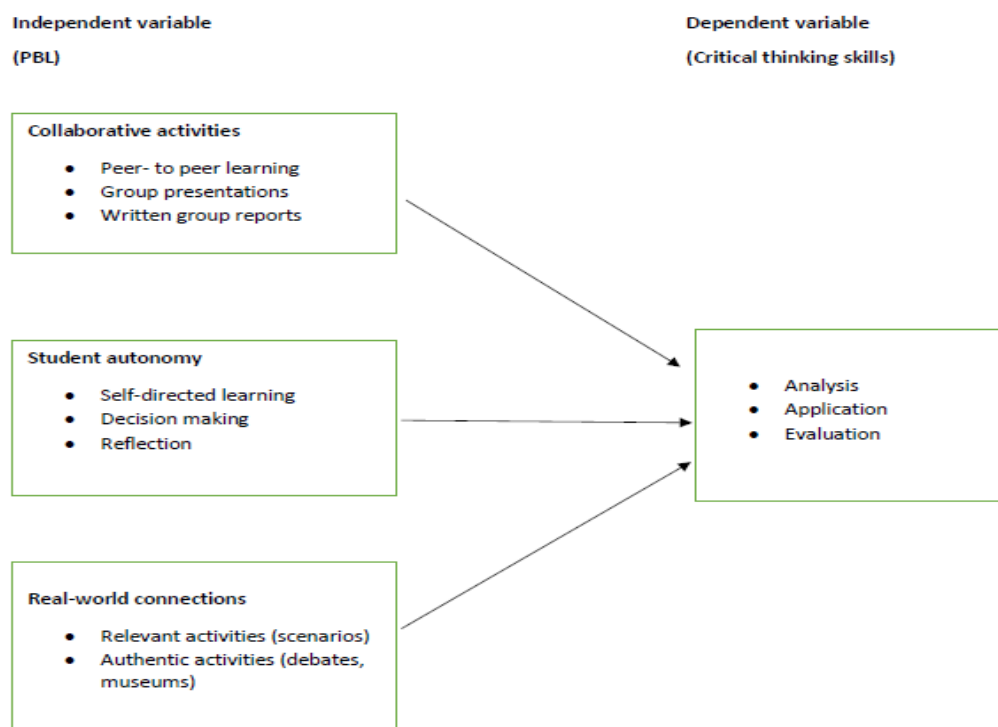 Independent variable
(PBL)
Dependent variable
(Critical thinking skills)
Collaborative activities
• Peer- to peer learning
• Group presentations
• Written group reports
Student autonomy
• Self-directed learning
• Decision making
• Reflection
• Analysis
• Application
• Evaluation
Real-world connections
• Relevant activities (scenarios)
• Authentic activities (debates,
museums)